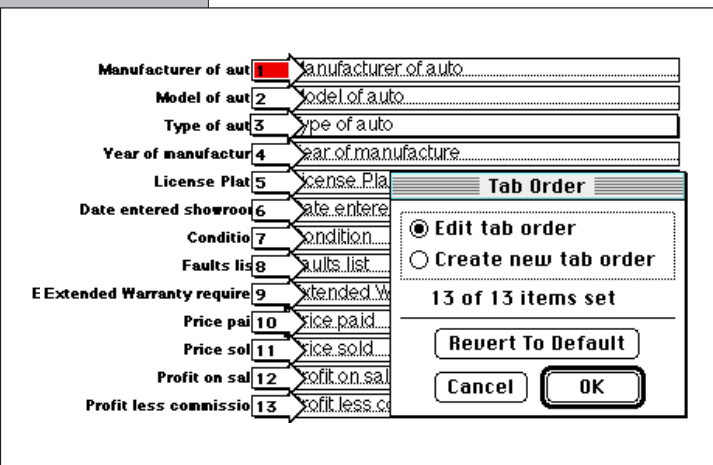 Manufacturer of aut 1 anufacturer of auto
Model of aut 2 odel of auto
Type of aut 3 ype of auto
Year of manufactur 4 ear of manufacture
License Plat 5 icense Pla
Date entered showroo 6 ate entere
Conditio 7 ondition
Faults lis 8 aults list
E Extended Warranty require 9 xtended W
Price pai 10 rice paid
Price sol 11 rice sold
Profit on sal 12 rofit on sal
Profit less commissio 13 rofit less co
Tab Order
Edit tab order
Create new tab order
13 of 13 items set
Revert To Default
Cancel OK